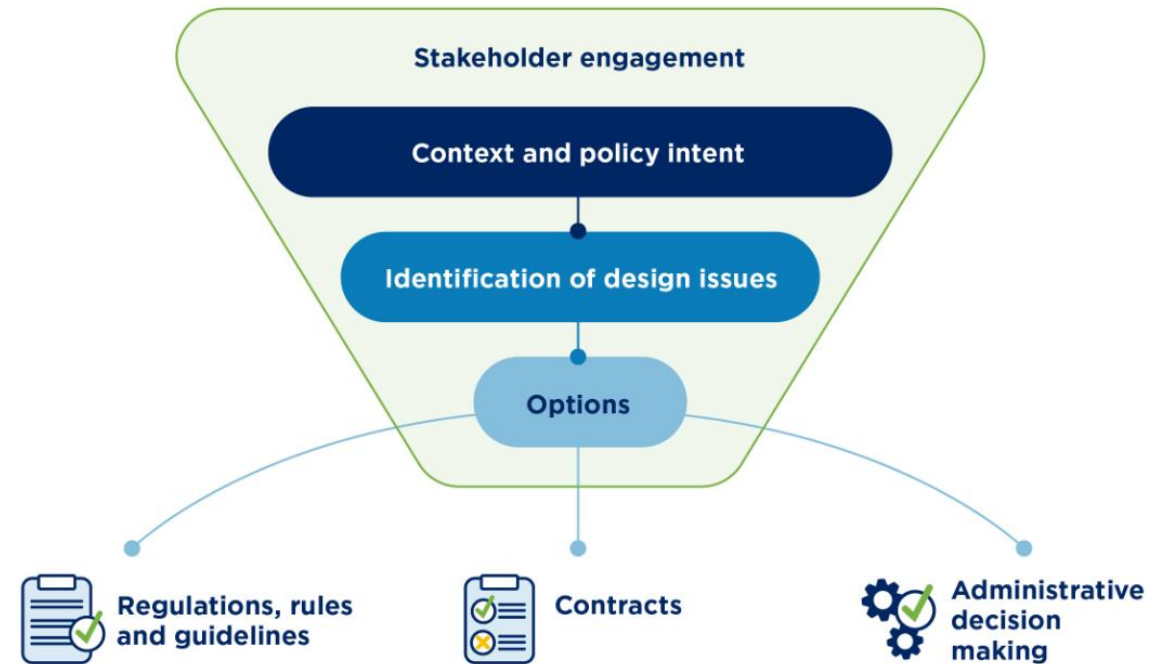 Stakeholder engagement
Context and policy intent
Identification of design issues
Options
Regulations, rules
and guidelines
Contracts
Administrative
decision
making